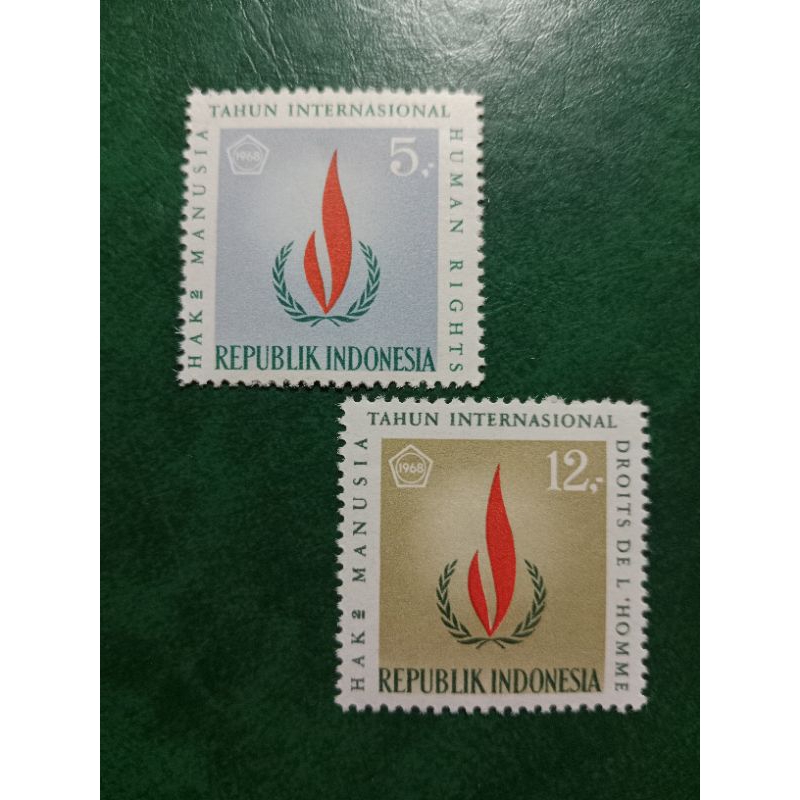 TAHUN INTERNASIONAL
HAK2 MANUSIA
1968
5,-
HUMAN RIGHTS
REPUBLIK INDONESIA
TAHUN INTERNASIONAL
HAK2 MANUSIA
1968
12,-
DROITS DE L'HOMME
REPUBLIK INDONESIA